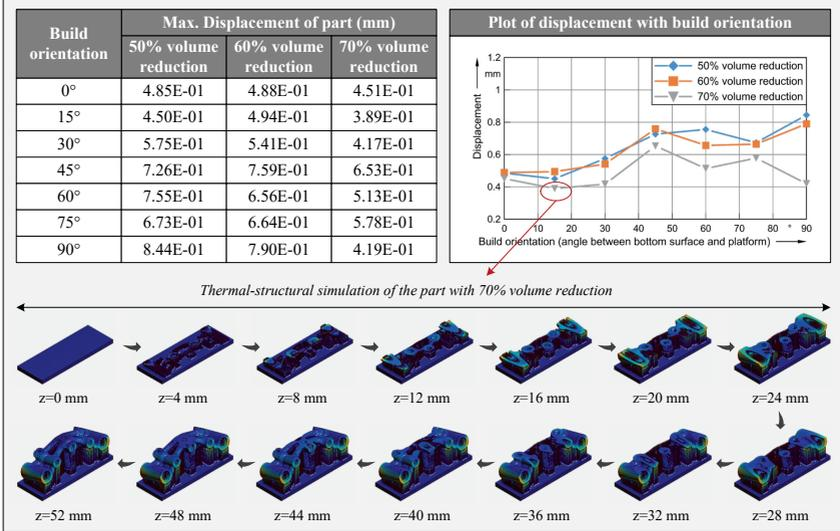 Build orientation
Max. Displacement of part (mm)
50% volume reduction
60% volume reduction
70% volume reduction
0° 4.85E-01 4.88E-01 4.51E-01
15° 4.50E-01 4.94E-01 3.89E-01
30° 5.75E-01 5.41E-01 4.17E-01
45° 7.26E-01 7.59E-01 6.53E-01
60° 7.55E-01 6.56E-01 5.13E-01
75° 6.73E-01 6.64E-01 5.78E-01
90° 8.44E-01 7.90E-01 4.19E-01
Plot of displacement with build orientation
1.2
mm
1
0.8
0.6
0.4
0.2
Displacement
50% volume reduction
60% volume reduction
70% volume reduction
0 10 20 30 40 50 60 70 80 ° 90
Build orientation (angle between bottom surface and platform)
Thermal-structural simulation of the part with 70% volume reduction
z=0 mm z=4 mm z=8 mm z=12 mm z=16 mm z=20 mm z=24 mm
z=52 mm z=48 mm z=44 mm z=40 mm z=36 mm z=32 mm z=28 mm